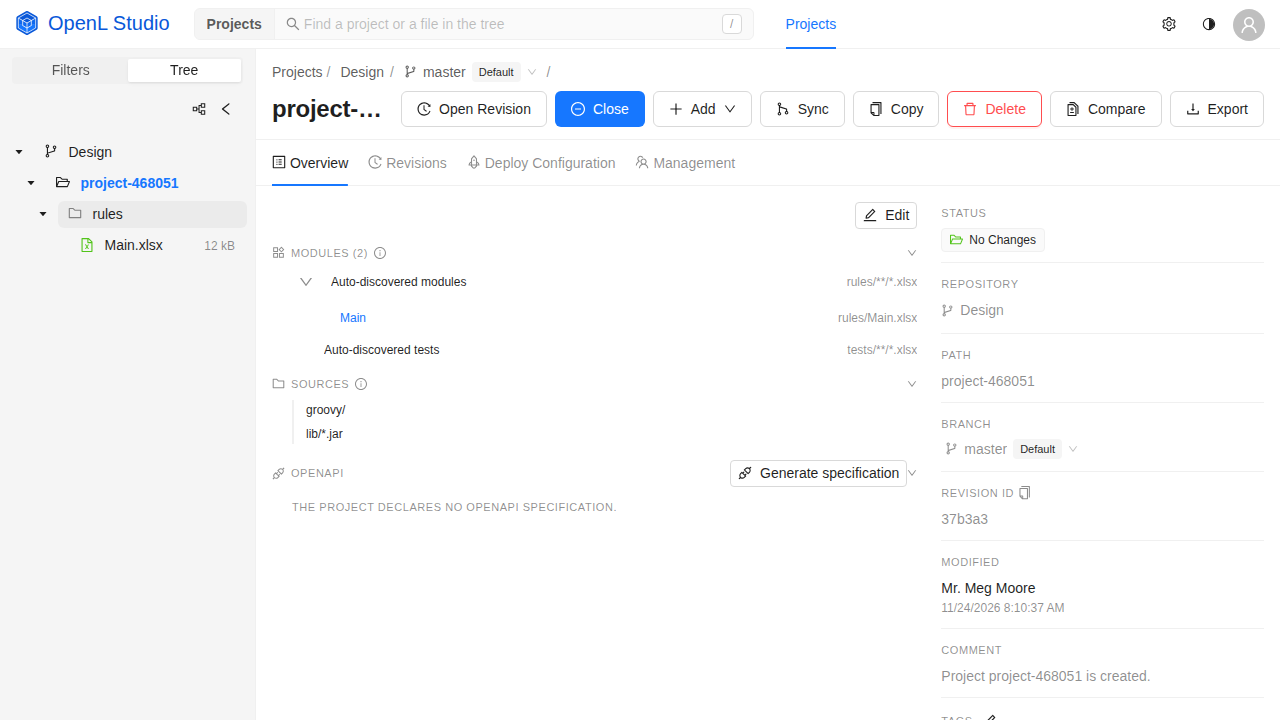 OpenL Studio
Projects
Find a project or a file in the tree
/
Projects
Filters
Tree
Design
project-468051
rules
Main.xlsx
12 kB
Projects / Design / master Default /
project-...
Open Revision
Close
Add
Sync
Copy
Delete
Compare
Export
Overview
Revisions
Deploy Configuration
Management
Edit
MODULES (2)
Auto-discovered modules
rules/**/*.xlsx
Main
rules/Main.xlsx
Auto-discovered tests
tests/**/*.xlsx
SOURCES
groovy/
lib/*.jar
OPENAPI
Generate specification
THE PROJECT DECLARES NO OPENAPI SPECIFICATION.
STATUS
No Changes
REPOSITORY
Design
PATH
project-468051
BRANCH
master Default
REVISION ID
37b3a3
MODIFIED
Mr. Meg Moore
11/24/2026 8:10:37 AM
COMMENT
Project project-468051 is created.
TAGS